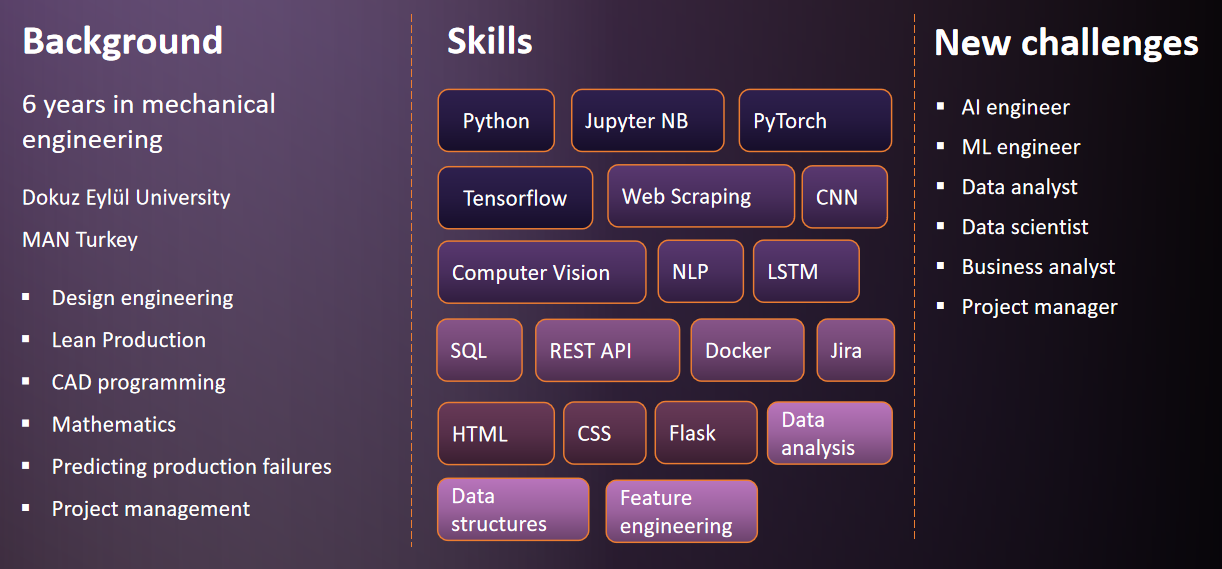 Background
6 years in mechanical
engineering
Dokuz Eylül University
MAN Turkey
▪ Design engineering
▪ Lean Production
▪ CAD programming
▪ Mathematics
▪ Predicting production failures
▪ Project management
Skills
Python
Jupyter NB
PyTorch
Tensorflow
Web Scraping
CNN
Computer Vision
NLP
LSTM
SQL
REST API
Docker
Jira
HTML
CSS
Flask
Data
analysis
Data
structures
Feature
engineering
New challenges
▪ AI engineer
▪ ML engineer
▪ Data analyst
▪ Data scientist
▪ Business analyst
▪ Project manager